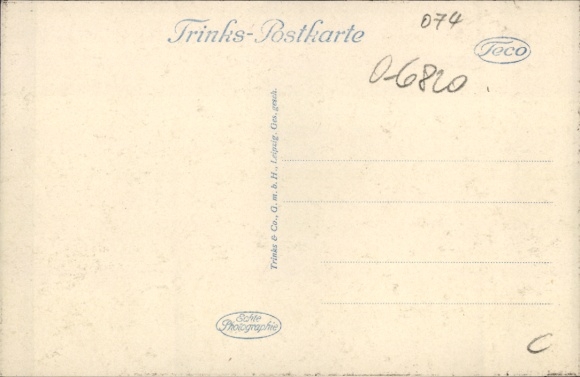 Trinks-Postkarte
074
Teco
0-6820
Trinks & Co., G. m. b. H., Leipzig. Ges. gesch.
Echte
Photographie
C